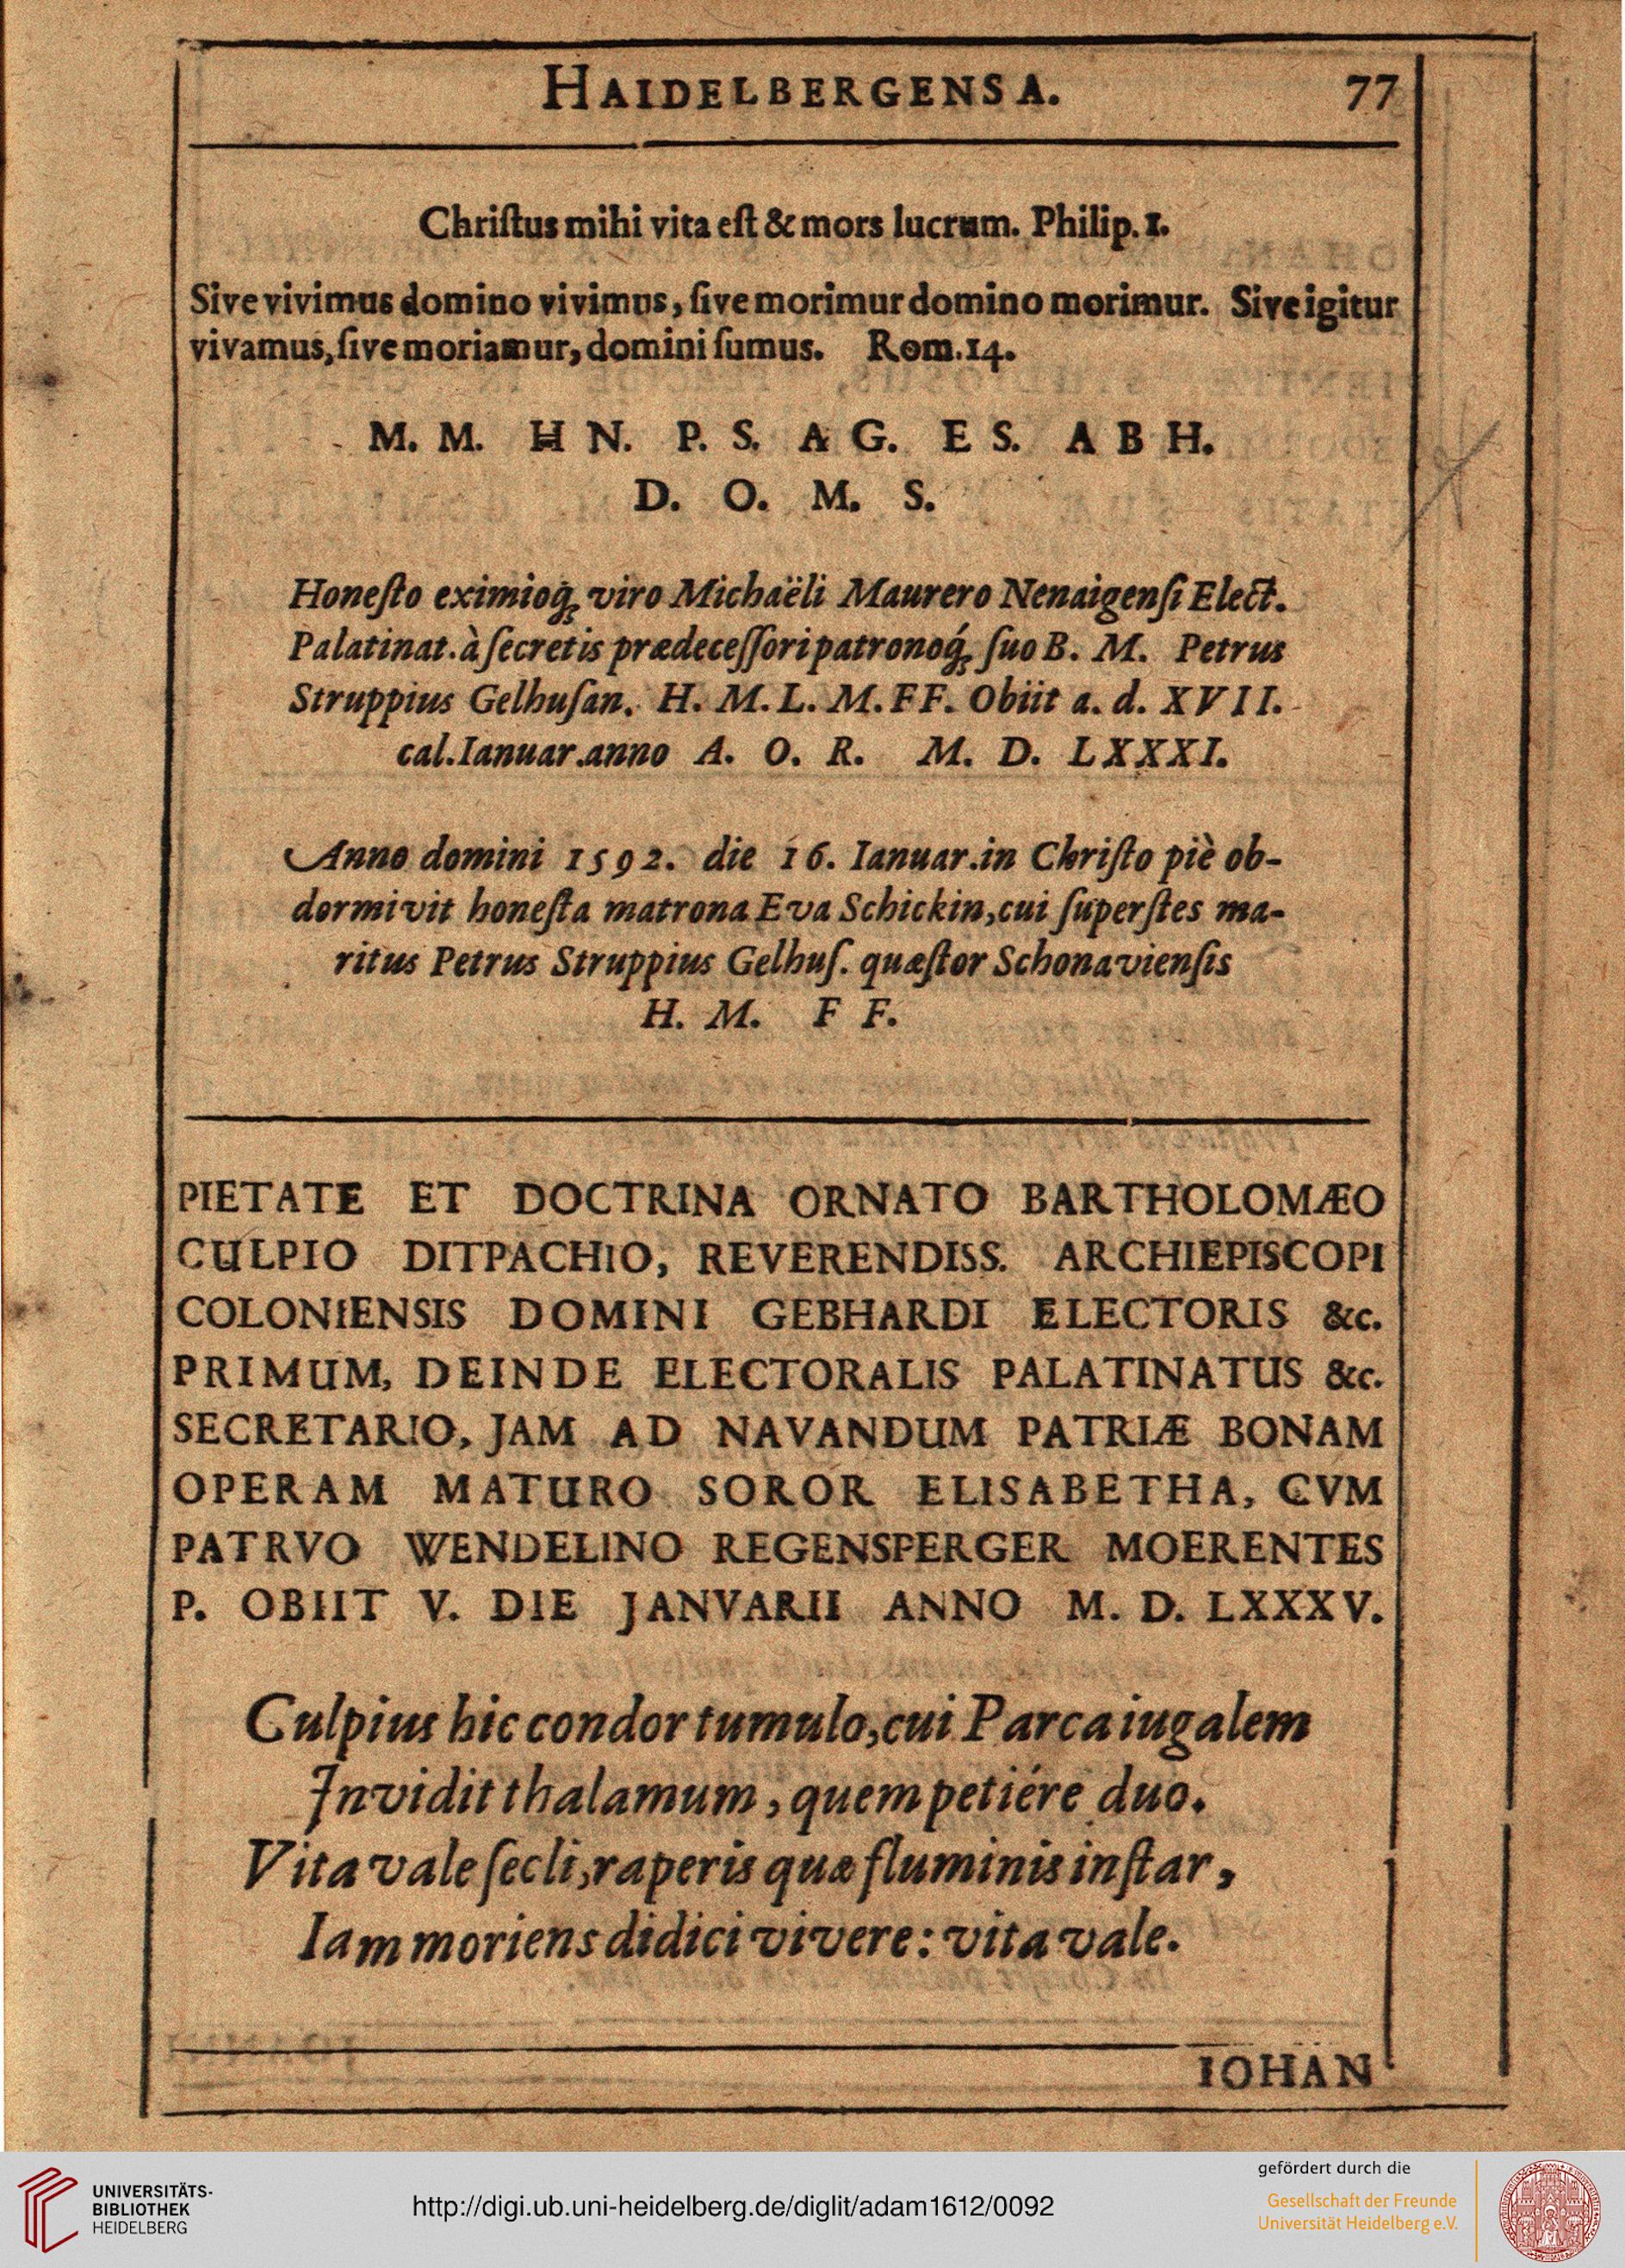 HAIDELBERGENSA. 77
Chriſtus mihi vita eſt & mors lucrum. Philip. 1.
Sive vivimus domino vivimus, ſive morimur domino morimur. Sive igitur
vivamus, ſive moriamur, domini ſumus. Rom. 14.
M. M. H N. P. S. A G. E S. A B H.
D. O. M. S.
Honeſto eximioq́; viro Michaëli Maurero Nenaigenſi Elect.
Palatinat. à ſecretis prædeceſſori patronoq́; ſuo B. M. Petrus
Struppius Gelhuſan. H. M. L. M. FF. Obiit a. d. XVII.
cal. Ianuar. anno A. O. R. M. D. LXXXI.
Anno domini 1592. die 16. Ianuar. in Chriſto piè ob-
dormivit honeſta matrona Eva Schickin, cui ſuperſtes ma-
ritus Petrus Struppius Gelhuſ. quæſtor Schonavienſis
H. M. F F.
PIETATE ET DOCTRINA ORNATO BARTHOLOMÆO
CULPIO DITPACHIO, REVERENDISS. ARCHIEPISCOPI
COLONIENSIS DOMINI GEBHARDI ELECTORIS &c.
PRIMUM, DEINDE ELECTORALIS PALATINATUS &c.
SECRETARIO, JAM AD NAVANDUM PATRIÆ BONAM
OPERAM MATURO SOROR ELISABETHA, CVM
PATRVO WENDELINO REGENSPERGER MOERENTES
P. OBIIT V. DIE JANVARII ANNO M. D. LXXXV.
Culpius hic condor tumulo, cui Parca iugalem
Invidit thalamum, quem petiére duo.
Vita vale ſecli, raperis quæ fluminis inſtar,
Iam moriens didici vivere: vita vale.
IOHAN
UNIVERSITÄTS-
BIBLIOTHEK
HEIDELBERG
http://digi.ub.uni-heidelberg.de/diglit/adam1612/0092
gefördert durch die
Gesellschaft der Freunde
Universität Heidelberg e.V.